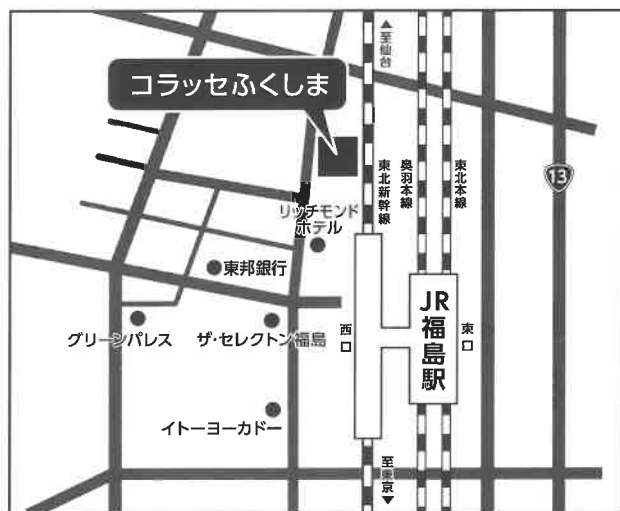 ▲至仙台
コラッセふくしま
東北新幹線
奥羽本線
東北本線
13
リッチモンド
ホテル
東邦銀行
グリーンパレス
ザ・セレクトン福島
西口
JR
福島駅
東口
イトーヨーカドー
至東京▼